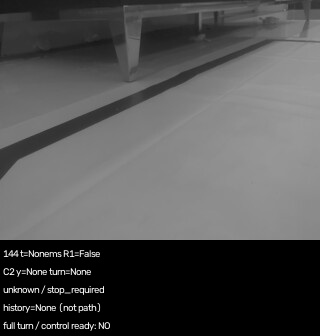 144 t=Nonems R1=False
C2 y=None turn=None
unknown / stop_required
history=None (not path)
full turn / control ready: NO